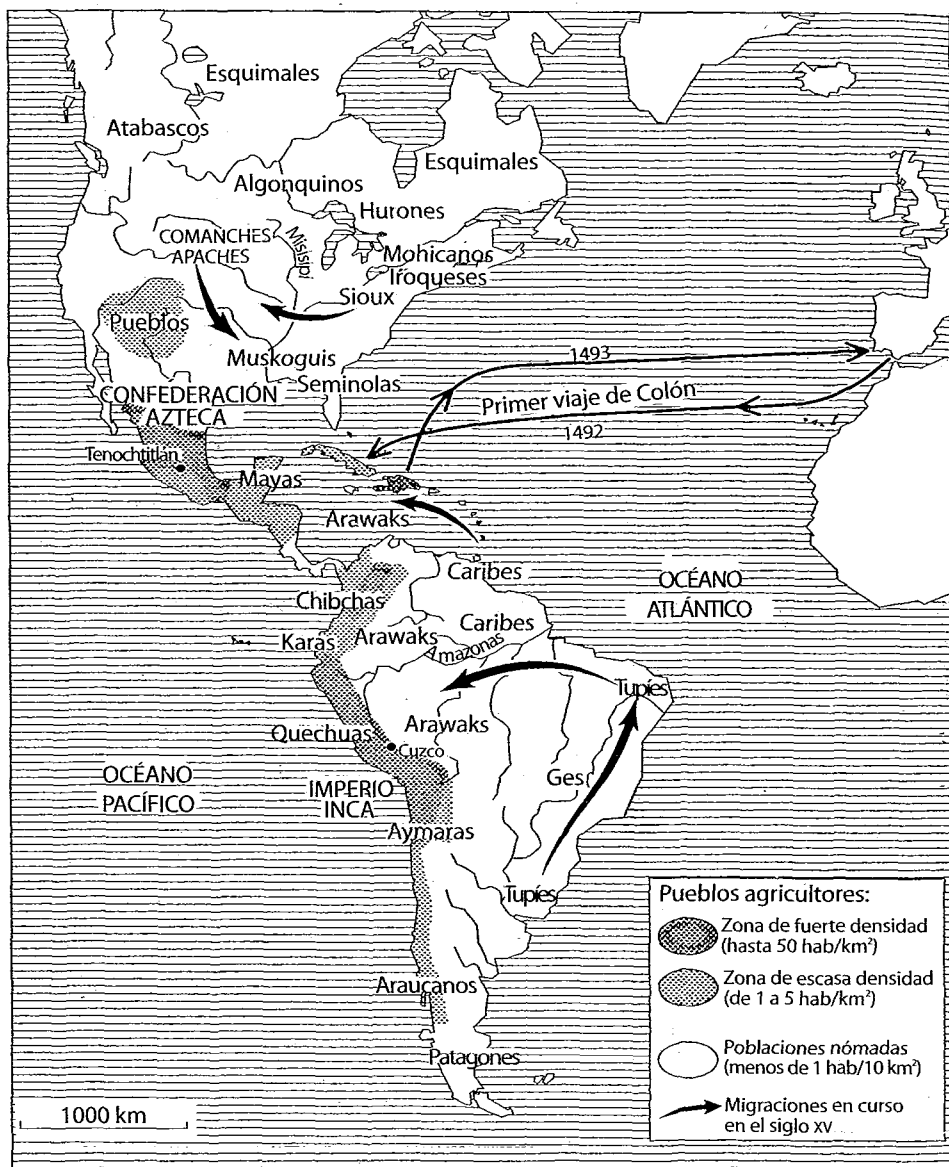 Esquimales
Atabascos
Esquimales
Algonquinos
Hurones
COMANCHES
APACHES
Misisipi
Mohicanos
Iroqueses
Sioux
Pueblos
Muskoguis
1493
Seminolas
CONFEDERACIÓN
AZTECA
Primer viaje de Colón
1492
Tenochtitlán
Mayas
Arawaks
Caribes
OCÉANO
ATLÁNTICO
Chibchas
Karás
Arawaks
Caribes
Amazonas
Tupíes
Arawaks
Quechuas
Cuzco
OCÉANO
PACÍFICO
IMPERIO
INCA
Ges
Aymaras
Tupíes
Araucanos
Patagones
1000 km
Pueblos agricultores:
Zona de fuerte densidad
(hasta 50 hab/km²)
Zona de escasa densidad
(de 1 a 5 hab/km²)
Poblaciones nómadas
(menos de 1 hab/10 km²)
Migraciones en curso
en el siglo XV